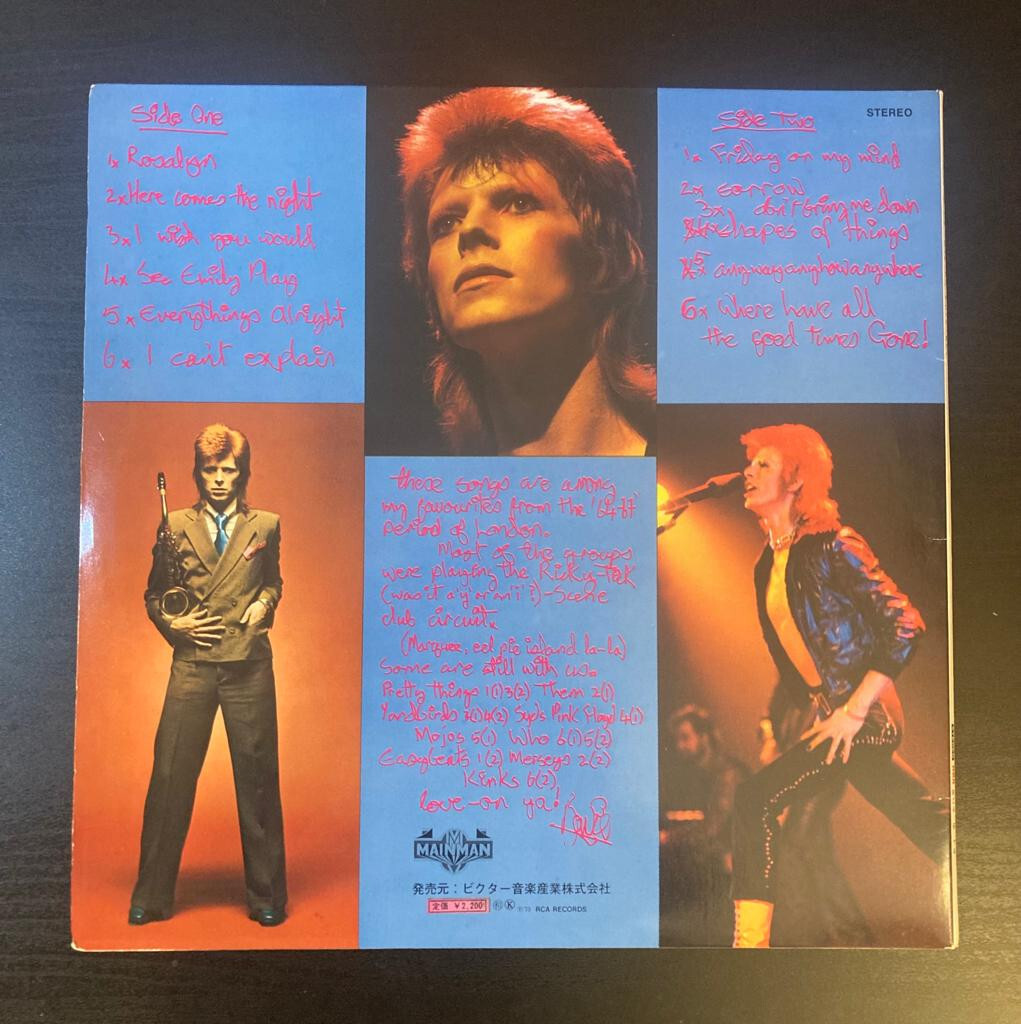 Side One
1x Rosalyn
2x Here comes the night
3x I wish you would
4x See Emily Play
5x Everythings Alright
6x I can't explain
Side Two
STEREO
1x Friday on my mind
2x sorrow
3x don't bring me down
4x shapes of things
5x anywayanyhowanywhere
6x Where have all
the good times Gone!
these songs are among
my favourites from the '64-67'
period of London.
Most of the groups
were playing the Ricky-Tick
(was it a 'y' or an 'i'?)-Scene
club circuit.
(Marquee, eel pie island la-la)
Some are still with us.
Pretty things 1(1)3(2) Them 2(1)
Yardbirds 3(1)4(2) Syd's Pink Floyd 4(1)
Mojos 5(1) Who 6(1)5(2)
Easybeats 1(2) Merseys 2(2)
Kinks 6(2)
Love-on ya!
MAINMAN
発売元:ビクター音楽産業株式会社
定価 ¥2,200 Ⓚ RCA RECORDS